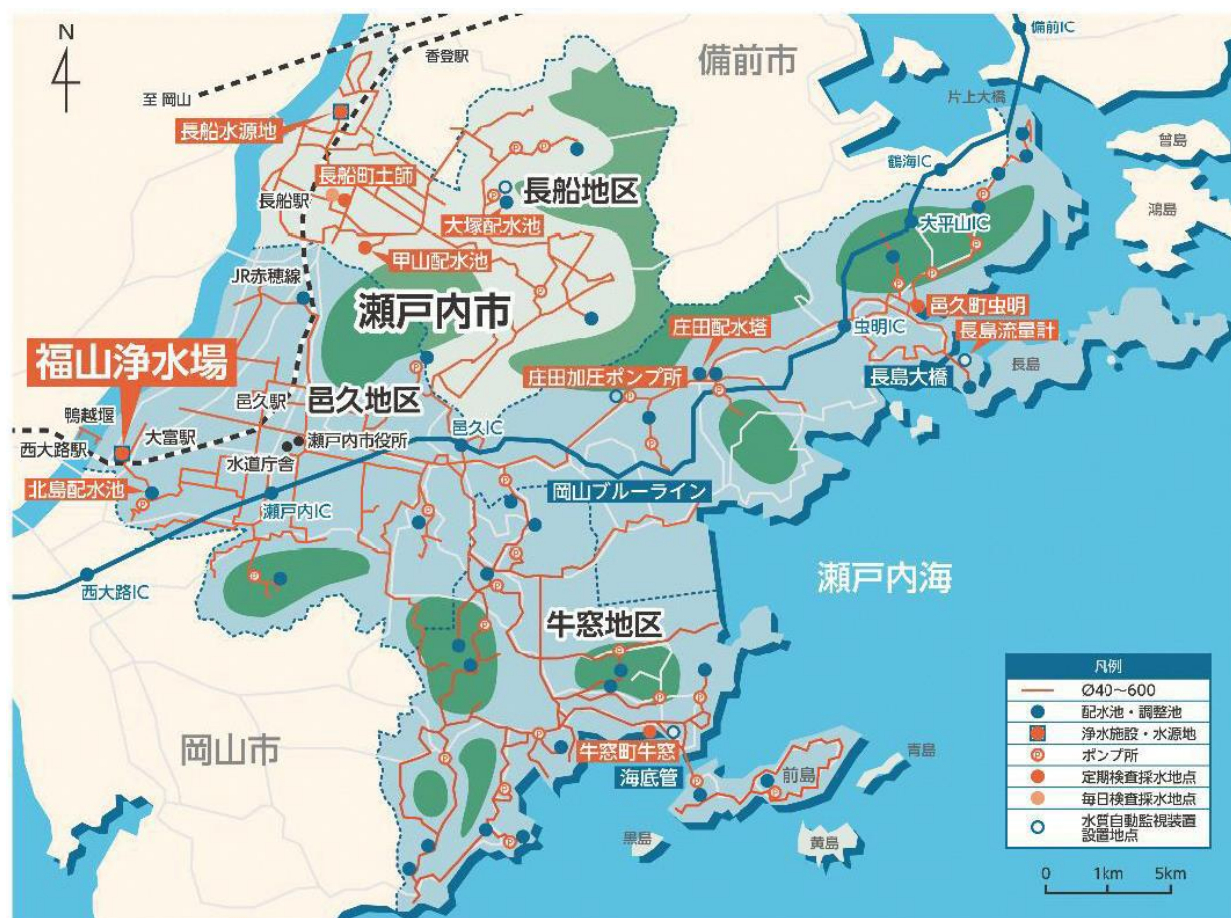 N
備前IC
香登駅
備前市
至 岡山
片上大橋
長船水源地
曾島
鶴海IC
長船町土師
長船駅
長船地区
鴻島
大塚配水池
大平山IC
甲山配水池
JR赤穂線
瀬戸内市
邑久町虫明
庄田配水塔
虫明IC
長島流量計
福山浄水場
長島
庄田加圧ポンプ所
長島大橋
邑久地区
鴨越堰
邑久駅
大富駅
瀬戸内市役所
邑久IC
西大路駅
水道庁舎
北島配水池
岡山ブルーライン
瀬戸内IC
瀬戸内海
西大路IC
牛窓地区
凡例
Ø40～600
配水池・調整池
浄水施設・水源地
P ポンプ所
定期検査採水地点
毎日検査採水地点
水質自動監視装置
設置地点
0 1km 5km
岡山市
牛窓町牛窓
海底管
前島
青島
黒島
黄島